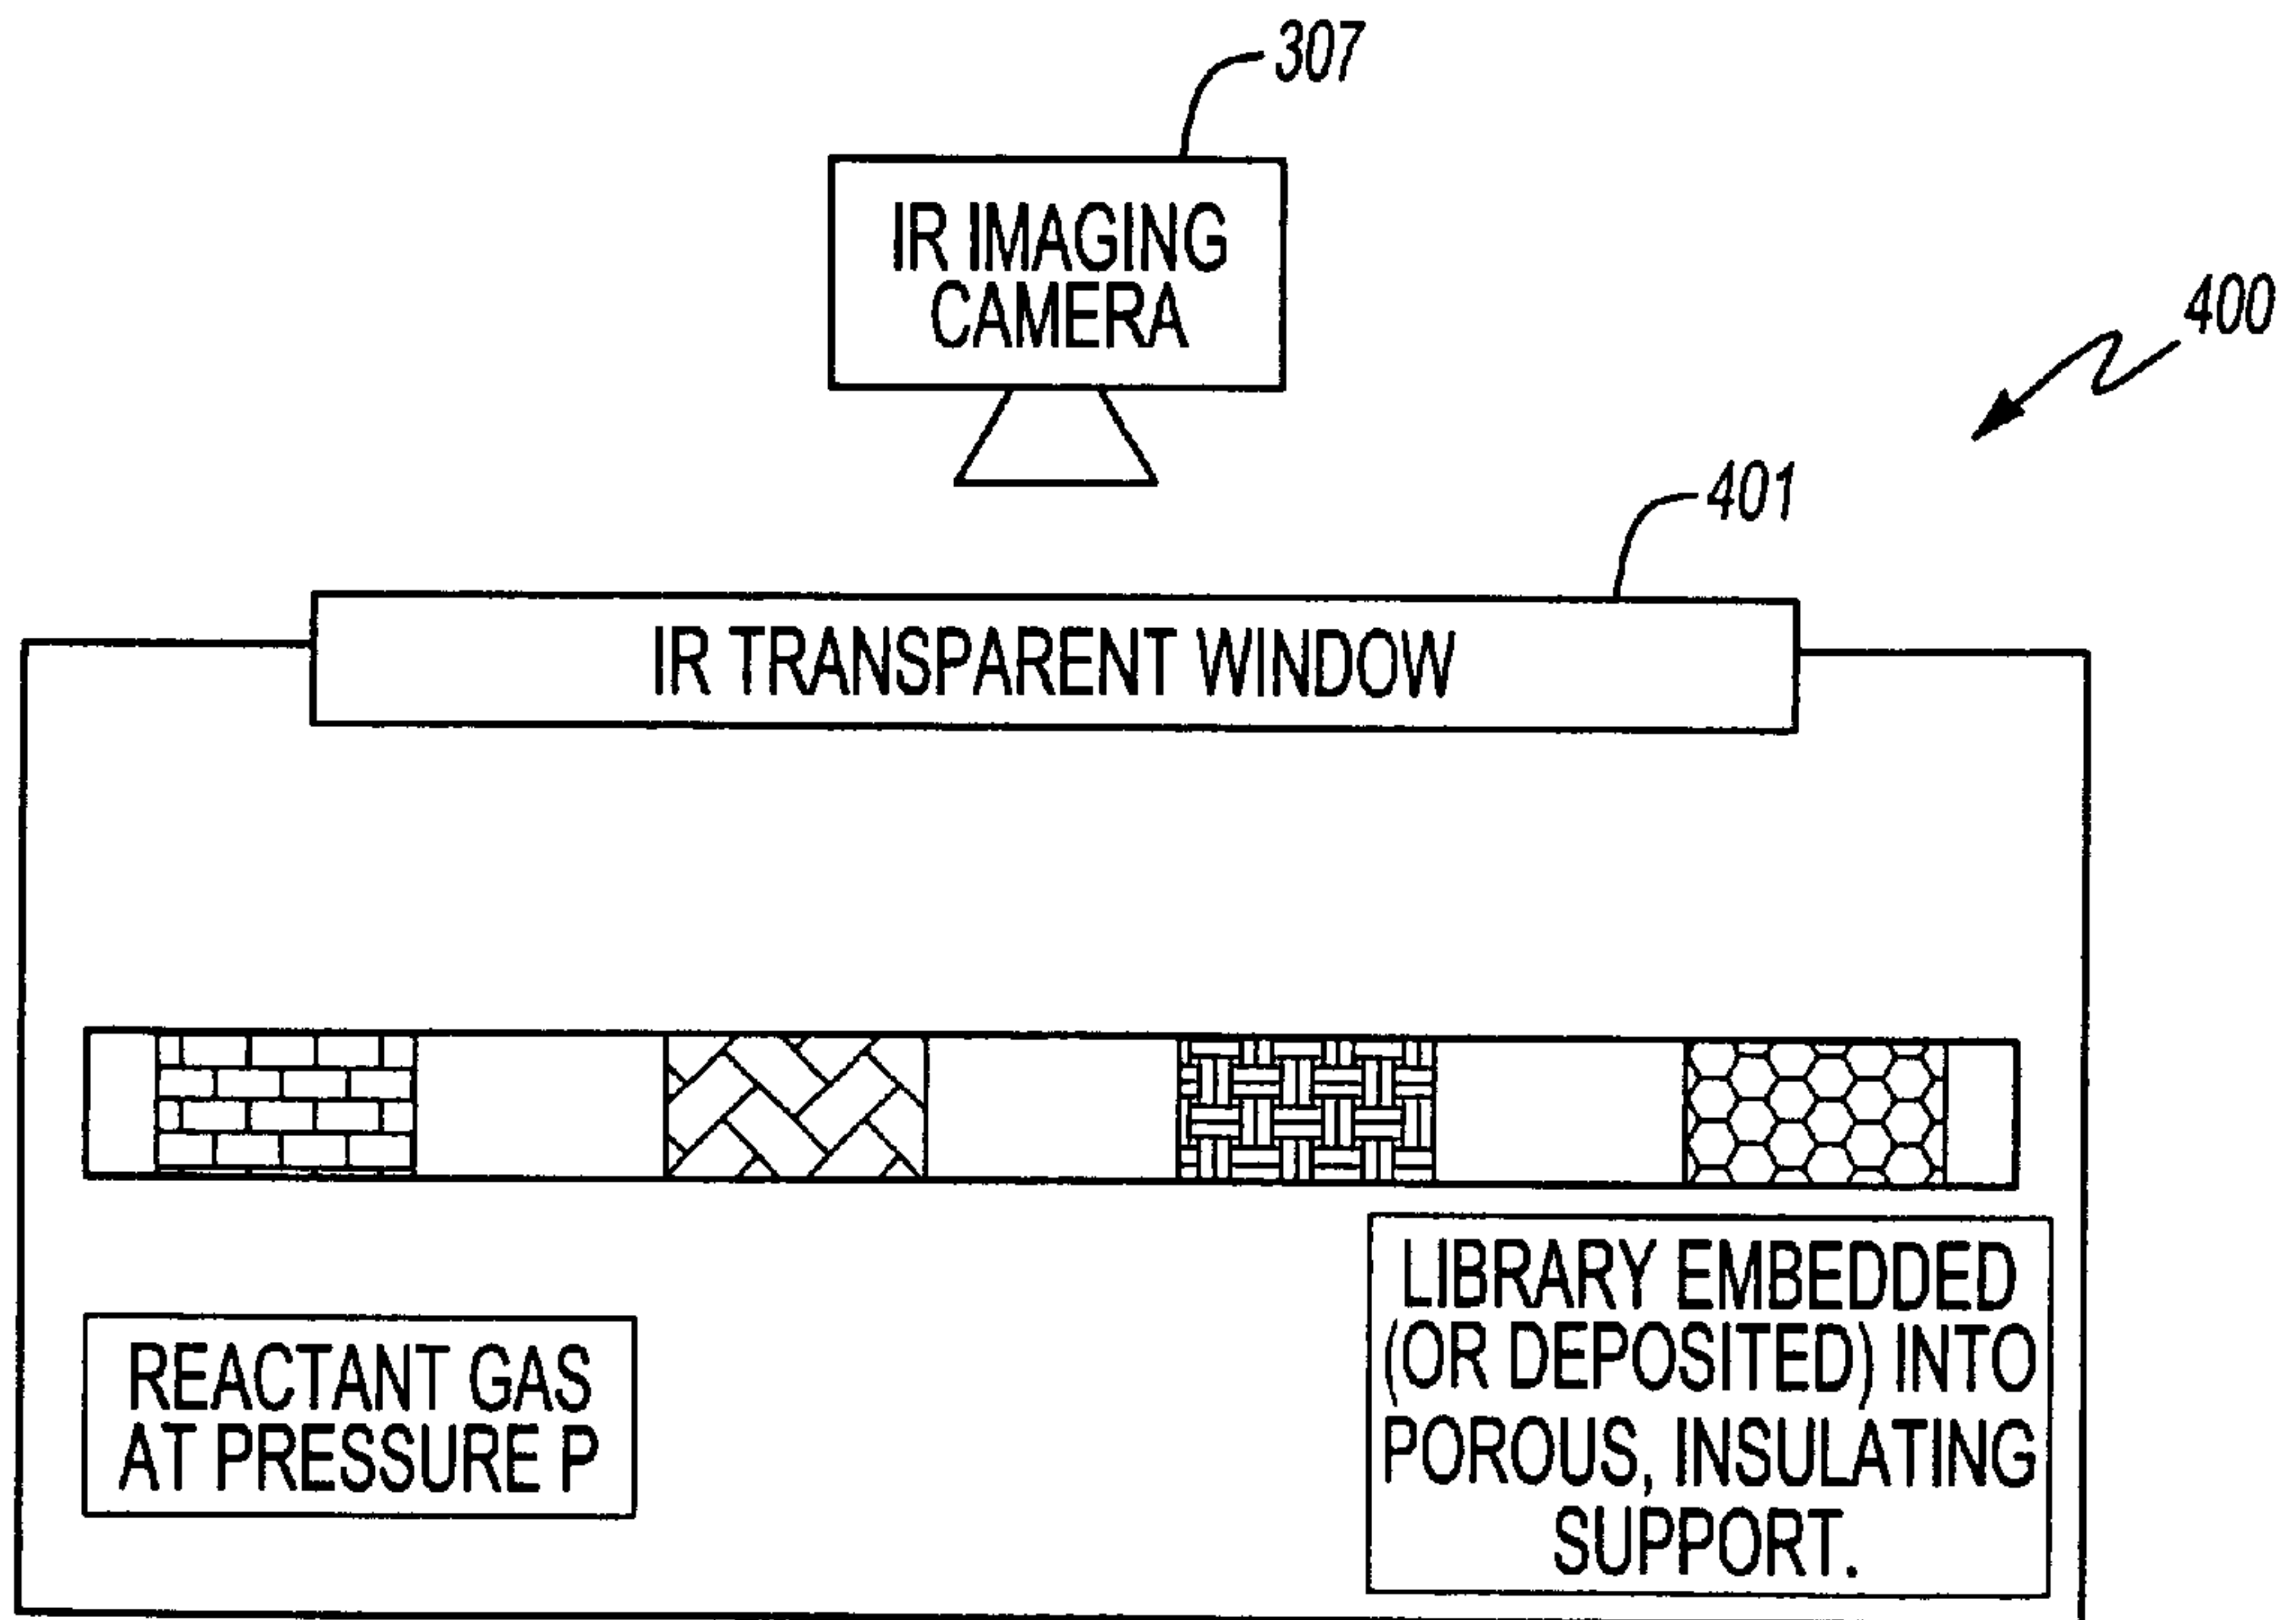 307
IR IMAGING
CAMERA
400
401
IR TRANSPARENT WINDOW
REACTANT GAS
AT PRESSURE P
LIBRARY EMBEDDED
(OR DEPOSITED) INTO
POROUS, INSULATING
SUPPORT.